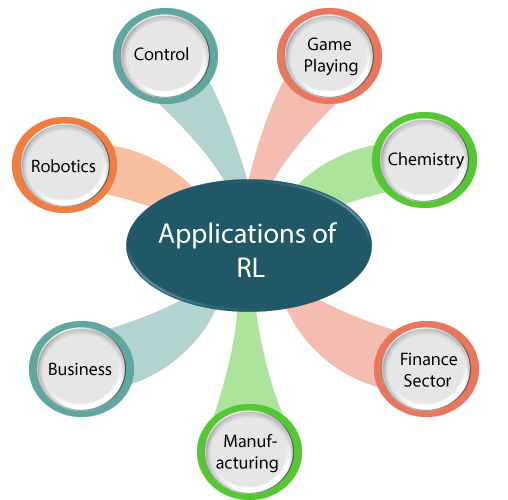 Control
Game
Playing
Robotics
Chemistry
Applications of
RL
Business
Finance
Sector
Manuf-
acturing